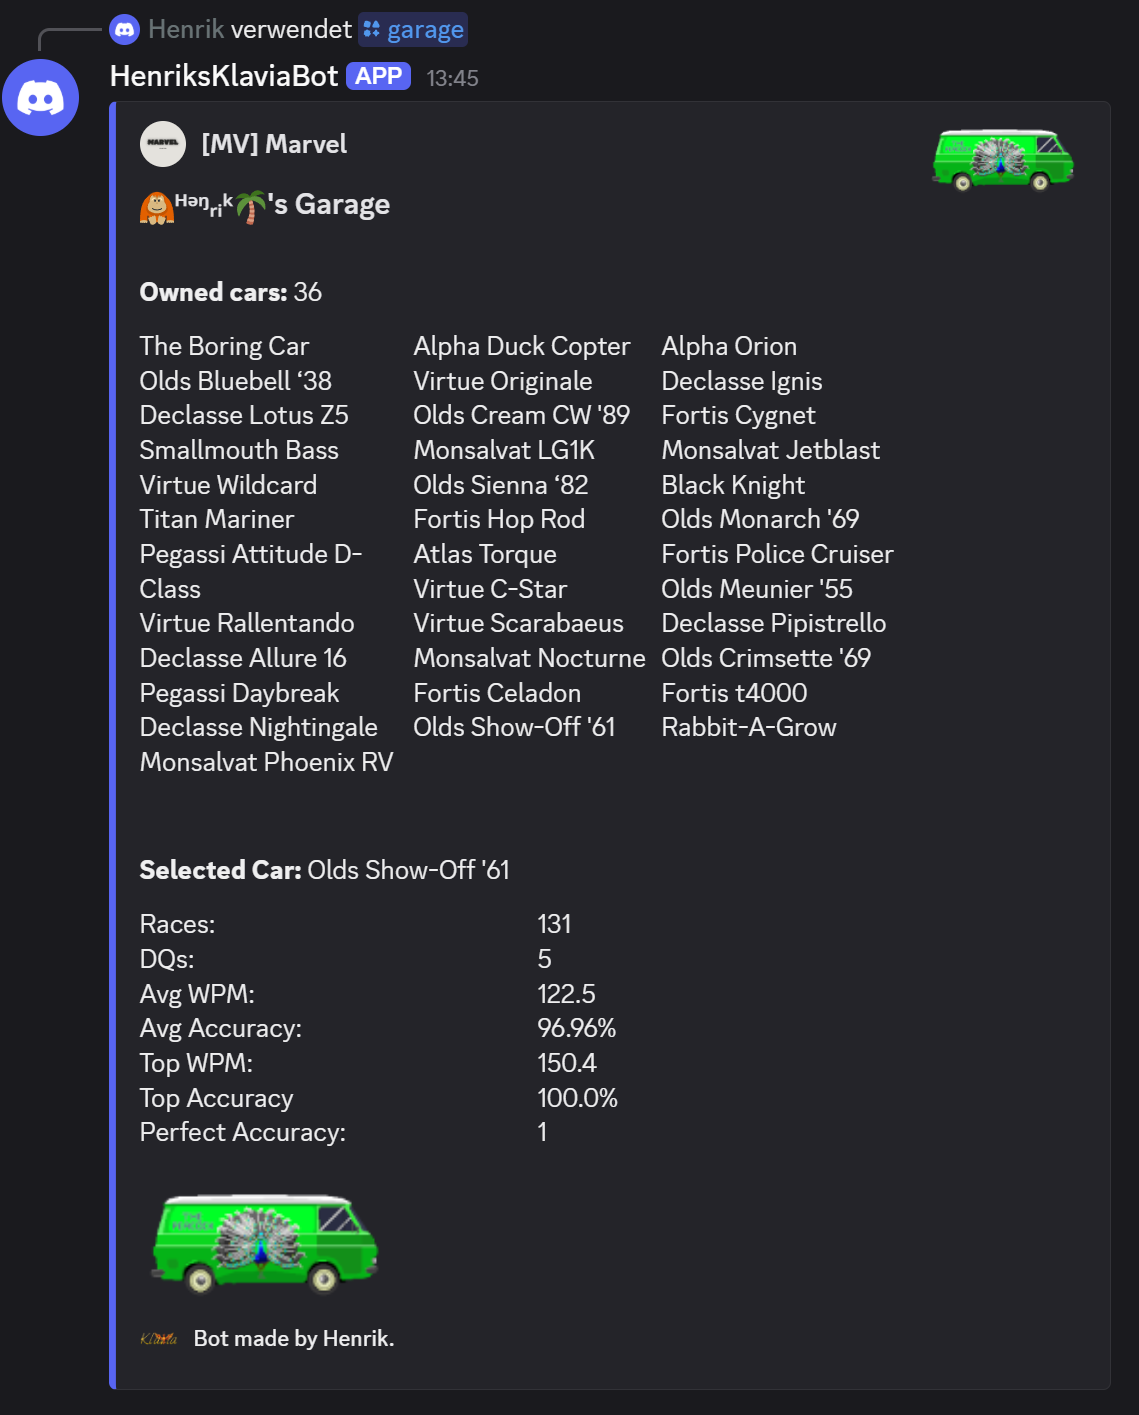 Henrik verwendet garage
HenriksKlaviaBot APP 13:45
MARVEL
[MV] Marvel
🦧ᴴᵊᑎᵣᵢᵏ🌴's Garage
Owned cars: 36
The Boring Car
Olds Bluebell ‘38
Declasse Lotus Z5
Smallmouth Bass
Virtue Wildcard
Titan Mariner
Pegassi Attitude D-
Class
Virtue Rallentando
Declasse Allure 16
Pegassi Daybreak
Declasse Nightingale
Monsalvat Phoenix RV
Alpha Duck Copter
Virtue Originale
Olds Cream CW '89
Monsalvat LG1K
Olds Sienna ‘82
Fortis Hop Rod
Atlas Torque
Virtue C-Star
Virtue Scarabaeus
Monsalvat Nocturne
Fortis Celadon
Olds Show-Off '61
Alpha Orion
Declasse Ignis
Fortis Cygnet
Monsalvat Jetblast
Black Knight
Olds Monarch '69
Fortis Police Cruiser
Olds Meunier '55
Declasse Pipistrello
Olds Crimsette '69
Fortis t4000
Rabbit-A-Grow
Selected Car: Olds Show-Off '61
Races: 131
DQs: 5
Avg WPM: 122.5
Avg Accuracy: 96.96%
Top WPM: 150.4
Top Accuracy 100.0%
Perfect Accuracy: 1
THE
Klavia
Bot made by Henrik.